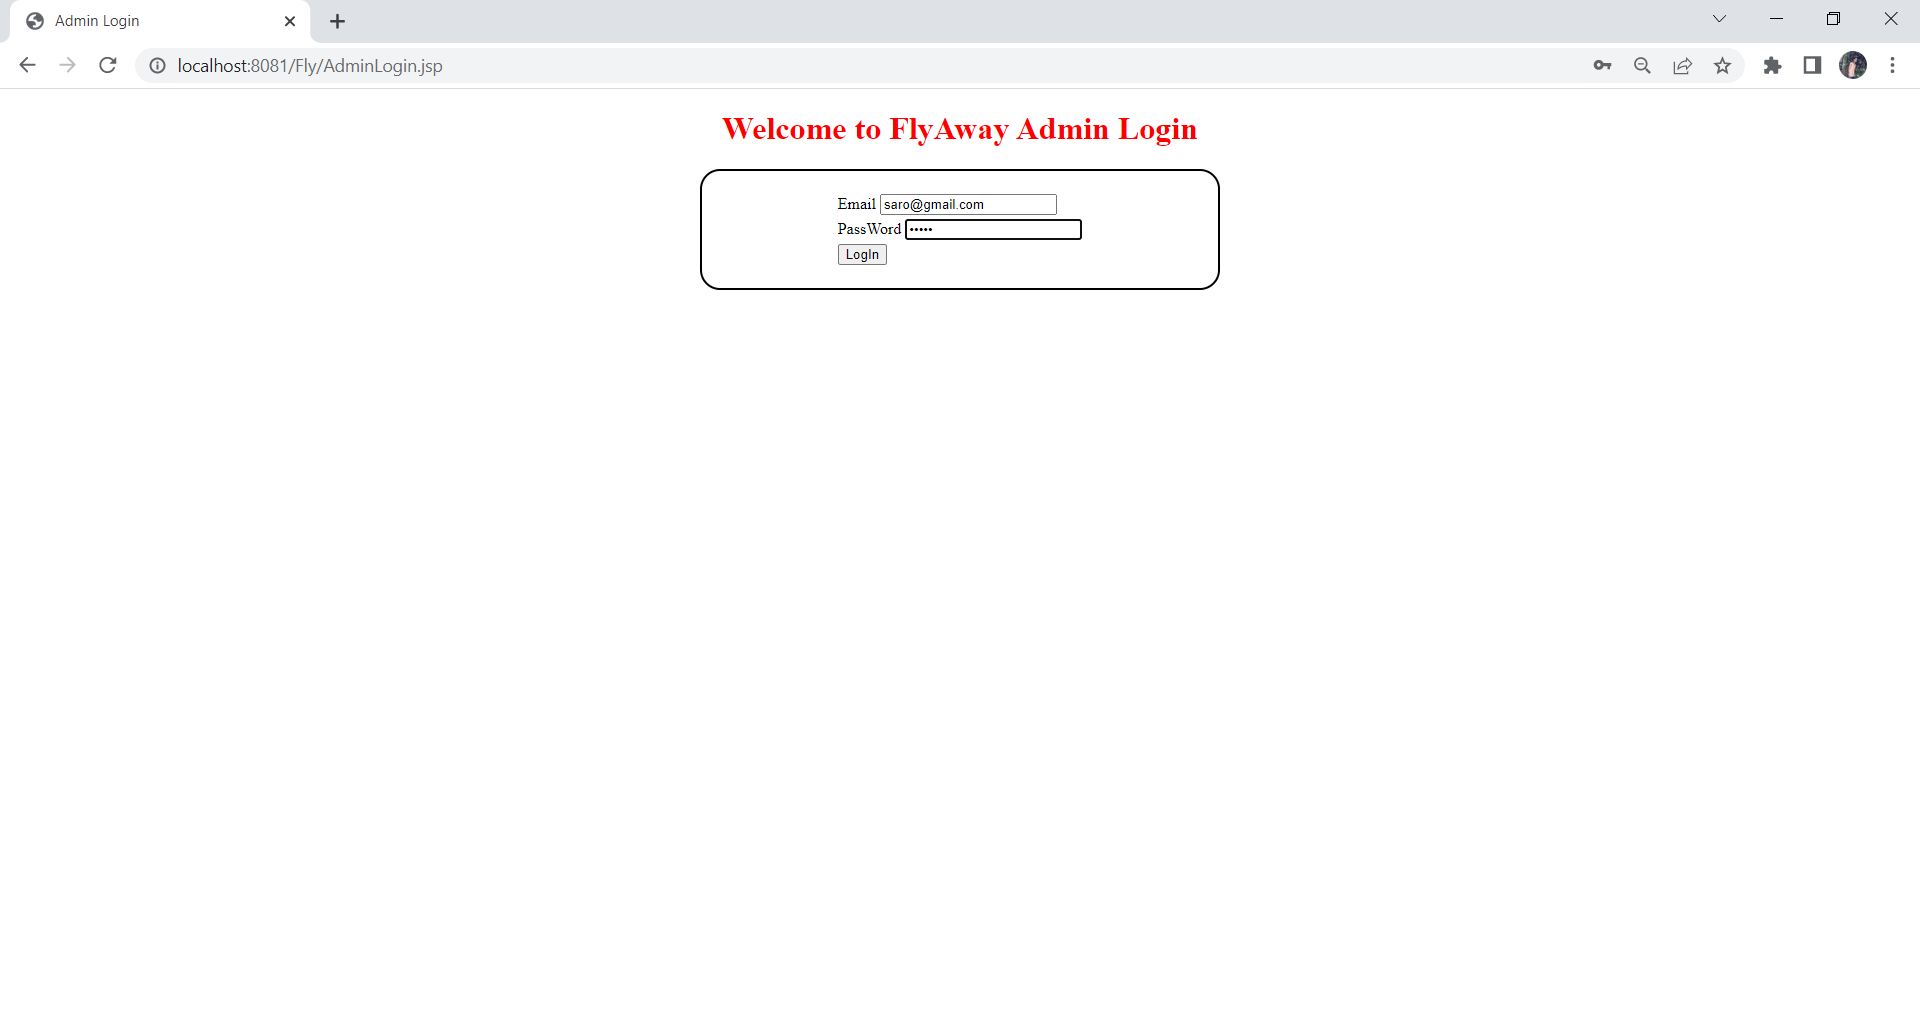 Admin Login
localhost:8081/Fly/AdminLogin.jsp
Welcome to FlyAway Admin Login
Email saro@gmail.com
PassWord •••••
LogIn